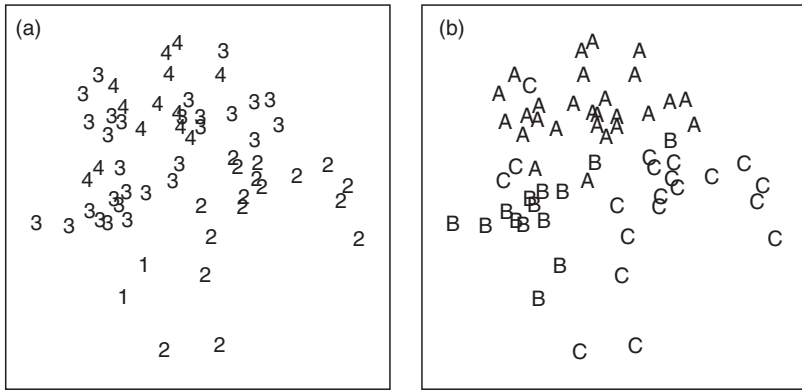 (a)
4
4 3
3 4 4
4
3
4 4 3 3 3
3 4 3 3 3
3 3 4 4 3 3
3 4 3
2
4 3 3 2 2 2
4 3 2 2
2 2
3 3
3 2 2
3 2 2
3
3 3 3 3 3
2 2
1
2
1
2 2
(b)
A
A A
A A A
C
A
A A A A A
A A A A A
A A A A A A
A A B
C
C A B C C C
C A C C
C C
B B
B C C
B C C
B
B B B B B
C C
B
C
B
C C